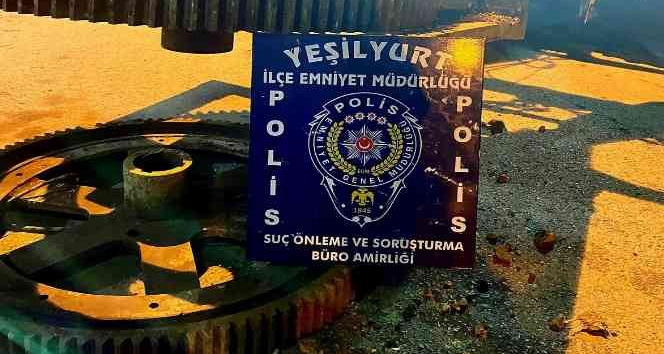 YEŞİLYURT
İLÇE EMNİYET MÜDÜRLÜĞÜ
POLİS
POLİS
POLİS
EMNİYET GENEL MÜDÜRLÜĞÜ
EGM
1845
SUÇ ÖNLEME VE SORUŞTURMA
BÜRO AMİRLİĞİ